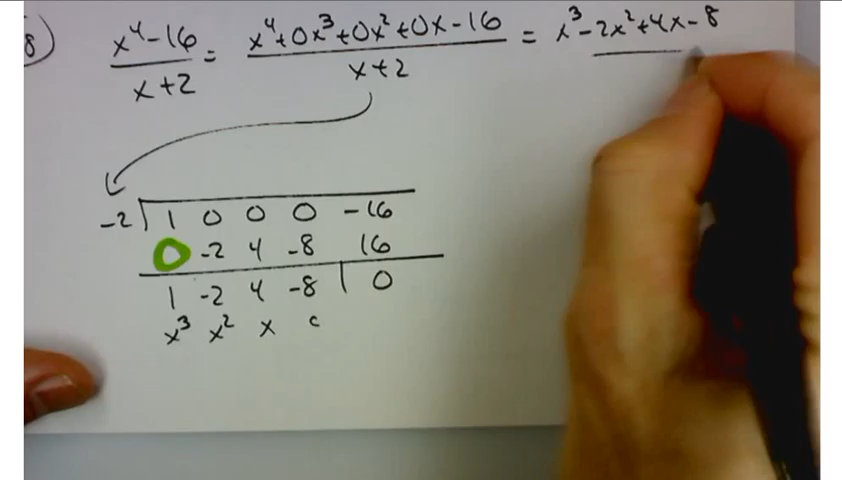 8) x⁴-16 / x+2 = x⁴+0x³+0x²+0x-16 / x+2 = x³-2x²+4x-8
-2 | 1 0 0 0 -16
0 -2 4 -8 16
1 -2 4 -8 | 0
x³ x² x c